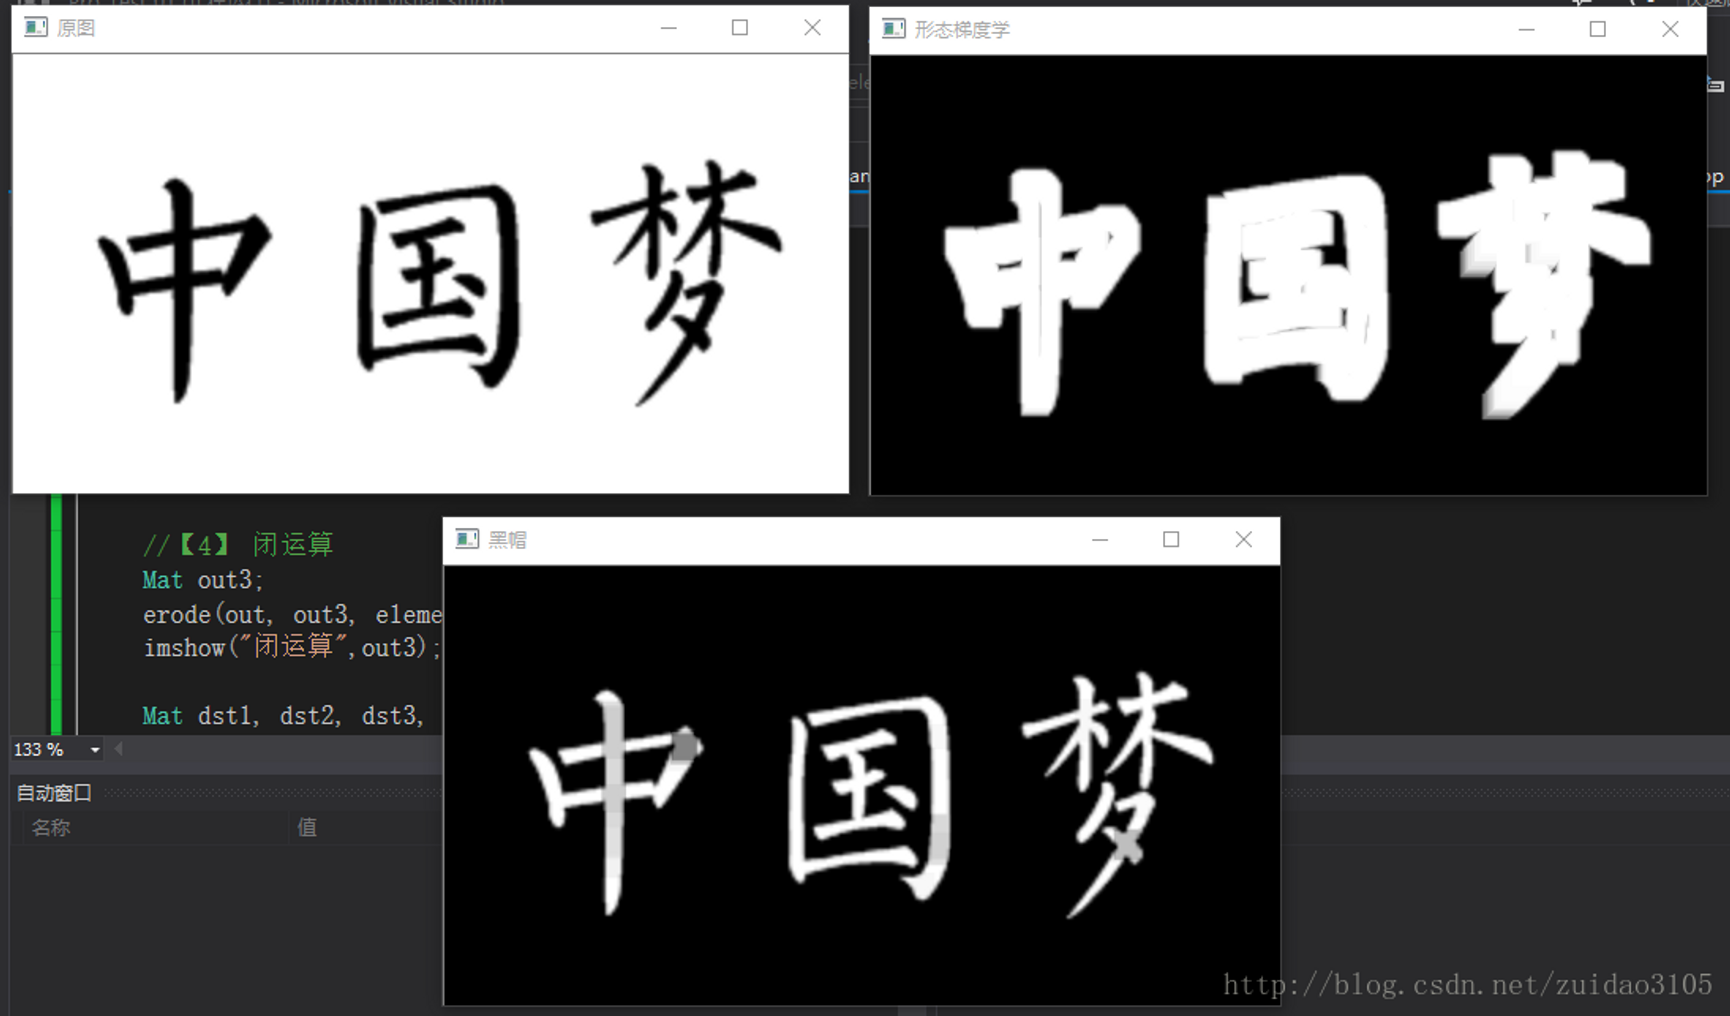 原图
形态梯度学
中国梦
中国梦
//【4】 闭运算
Mat out3;
erode(out, out3, eleme
imshow("闭运算",out3);
Mat dst1, dst2, dst3,
黑帽
中国梦
133 %
自动窗口
名称 值
http://blog.csdn.net/zuidao3105